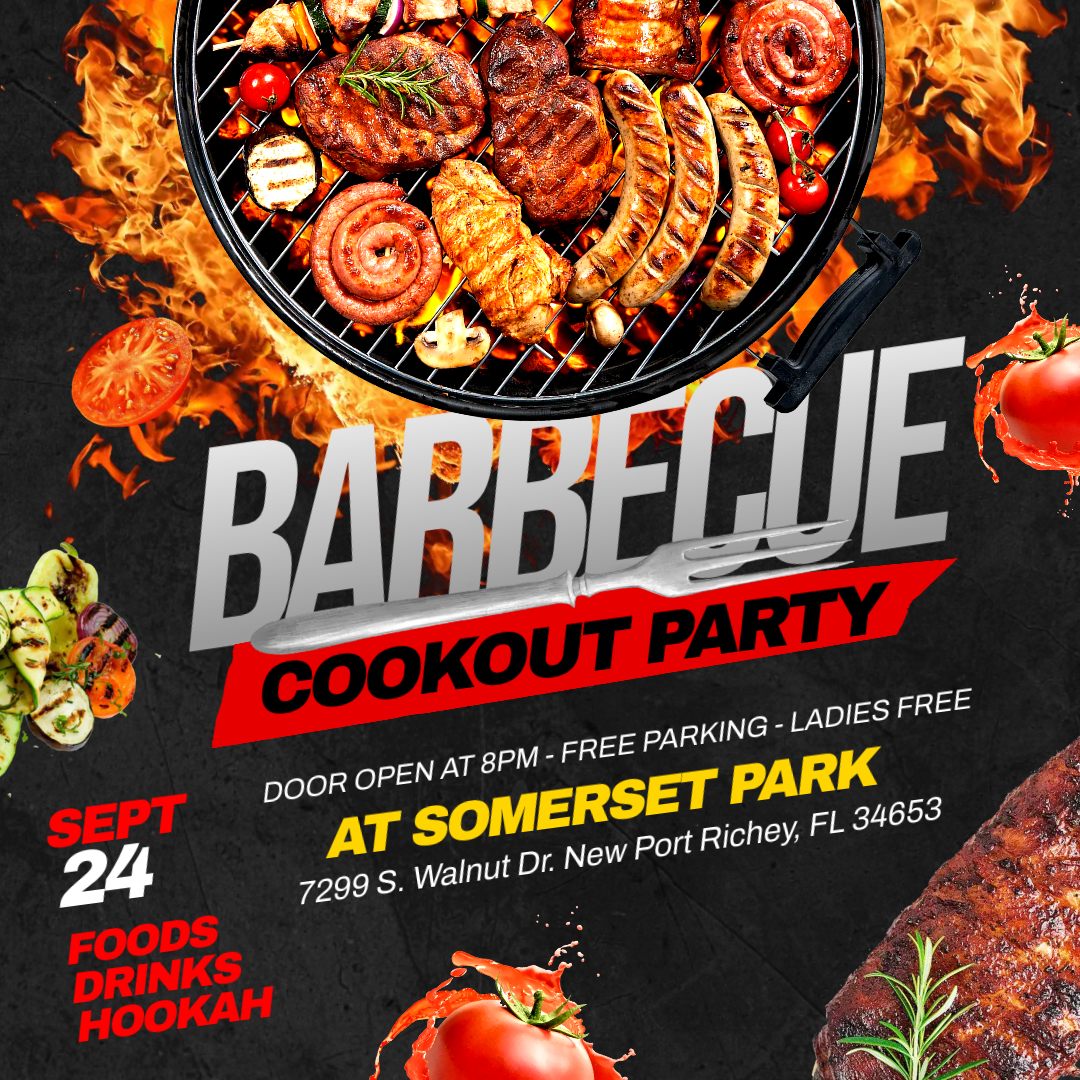 BARBECUE
COOKOUT PARTY
DOOR OPEN AT 8PM - FREE PARKING - LADIES FREE
AT SOMERSET PARK
7299 S. Walnut Dr. New Port Richey, FL 34653
SEPT
24
FOODS
DRINKS
HOOKAH